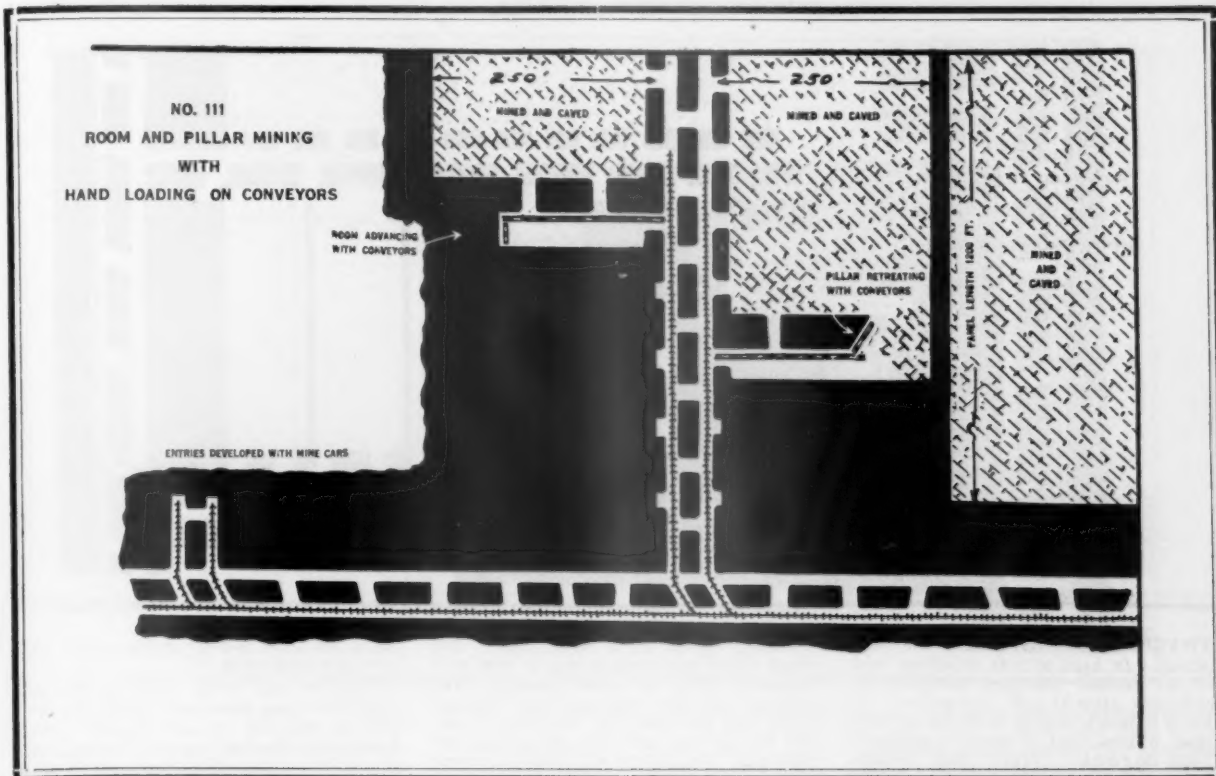 NO. 111
ROOM AND PILLAR MINING
WITH
HAND LOADING ON CONVEYORS
250'
MINED AND CAVED
250'
MINED AND CAVED
ROOM ADVANCING
WITH CONVEYORS
PILLAR RETREATING
WITH CONVEYORS
PANEL LENGTH 1200 FT.
MINED
AND
CAVED
ENTRIES DEVELOPED WITH MINE CARS